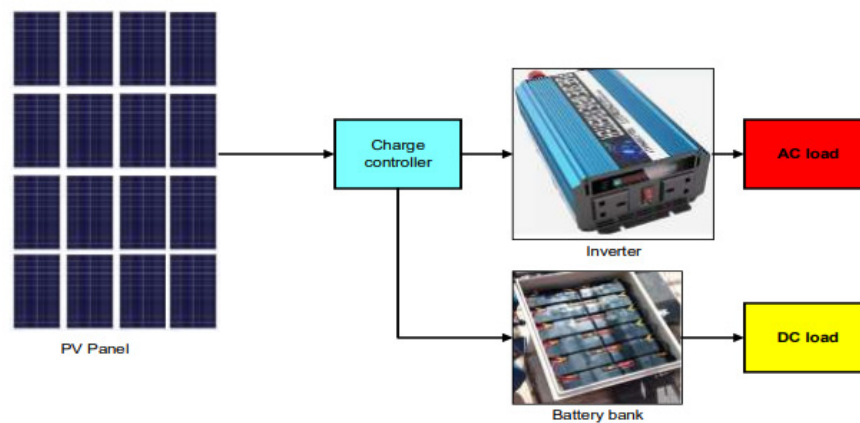 Charge
controller
AC load
Inverter
PV Panel
DC load
Battery bank